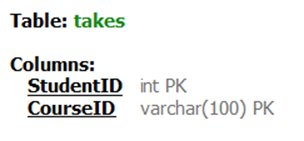 Table: takes
Columns:
StudentID int PK
CourseID varchar(100) PK